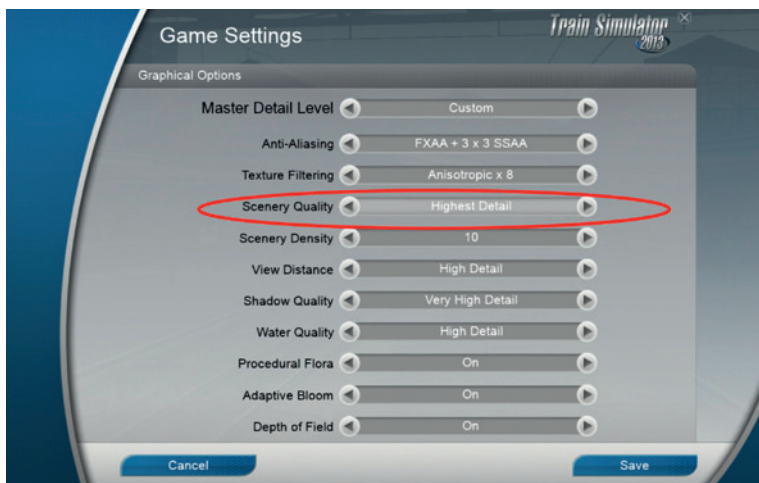 Game Settings
Train Simulator
2013
Graphical Options
Master Detail Level Custom
Anti-Aliasing FXAA + 3 x 3 SSAA
Texture Filtering Anisotropic x 8
Scenery Quality Highest Detail
Scenery Density 10
View Distance High Detail
Shadow Quality Very High Detail
Water Quality High Detail
Procedural Flora On
Adaptive Bloom On
Depth of Field On
Cancel Save